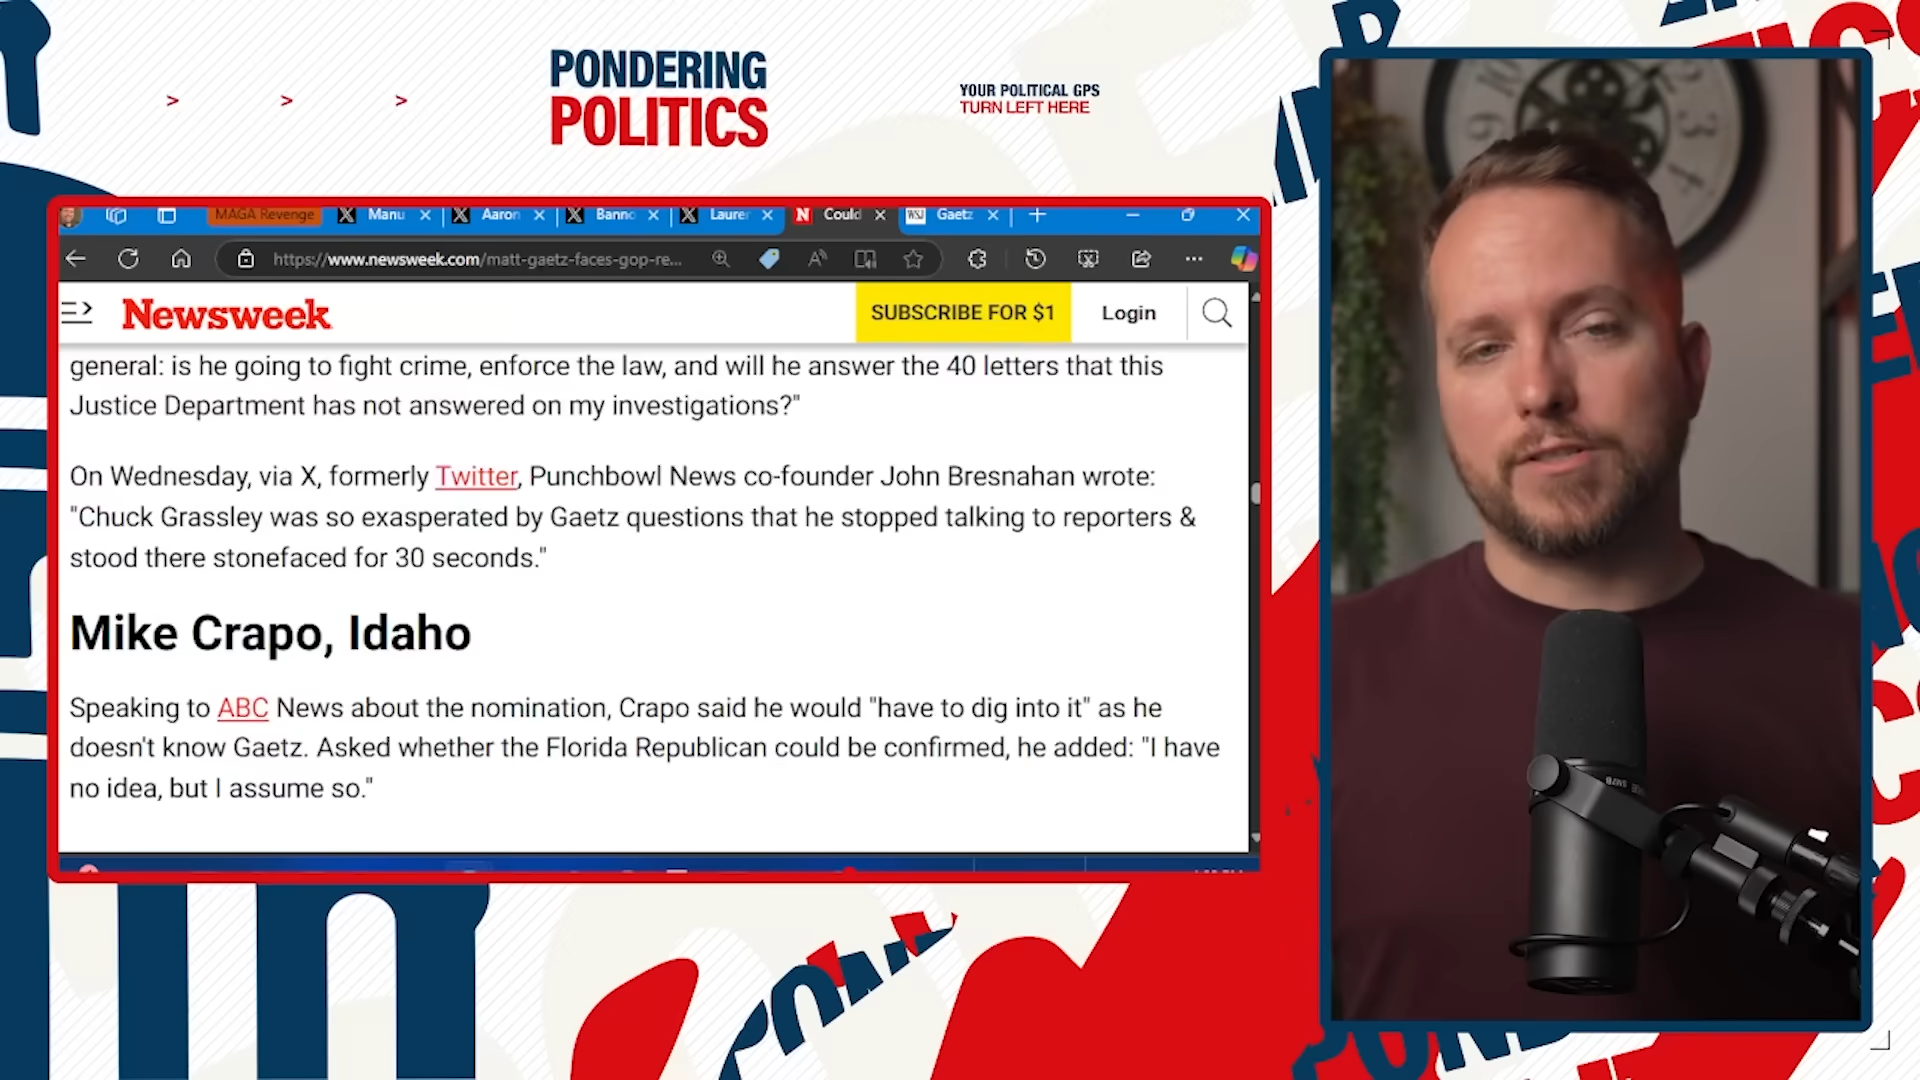 PONDERING
POLITICS
YOUR POLITICAL GPS
TURN LEFT HERE
> > >
MAGA Revenge
Manu
Aaron
Banno
Laurer
Could
Gaetz
https://www.newsweek.com/matt-gaetz-faces-gop-re...
Newsweek
SUBSCRIBE FOR $1
Login
general: is he going to fight crime, enforce the law, and will he answer the 40 letters that this
Justice Department has not answered on my investigations?"
On Wednesday, via X, formerly Twitter, Punchbowl News co-founder John Bresnahan wrote:
"Chuck Grassley was so exasperated by Gaetz questions that he stopped talking to reporters &
stood there stonefaced for 30 seconds."
Mike Crapo, Idaho
Speaking to ABC News about the nomination, Crapo said he would "have to dig into it" as he
doesn't know Gaetz. Asked whether the Florida Republican could be confirmed, he added: "I have
no idea, but I assume so."